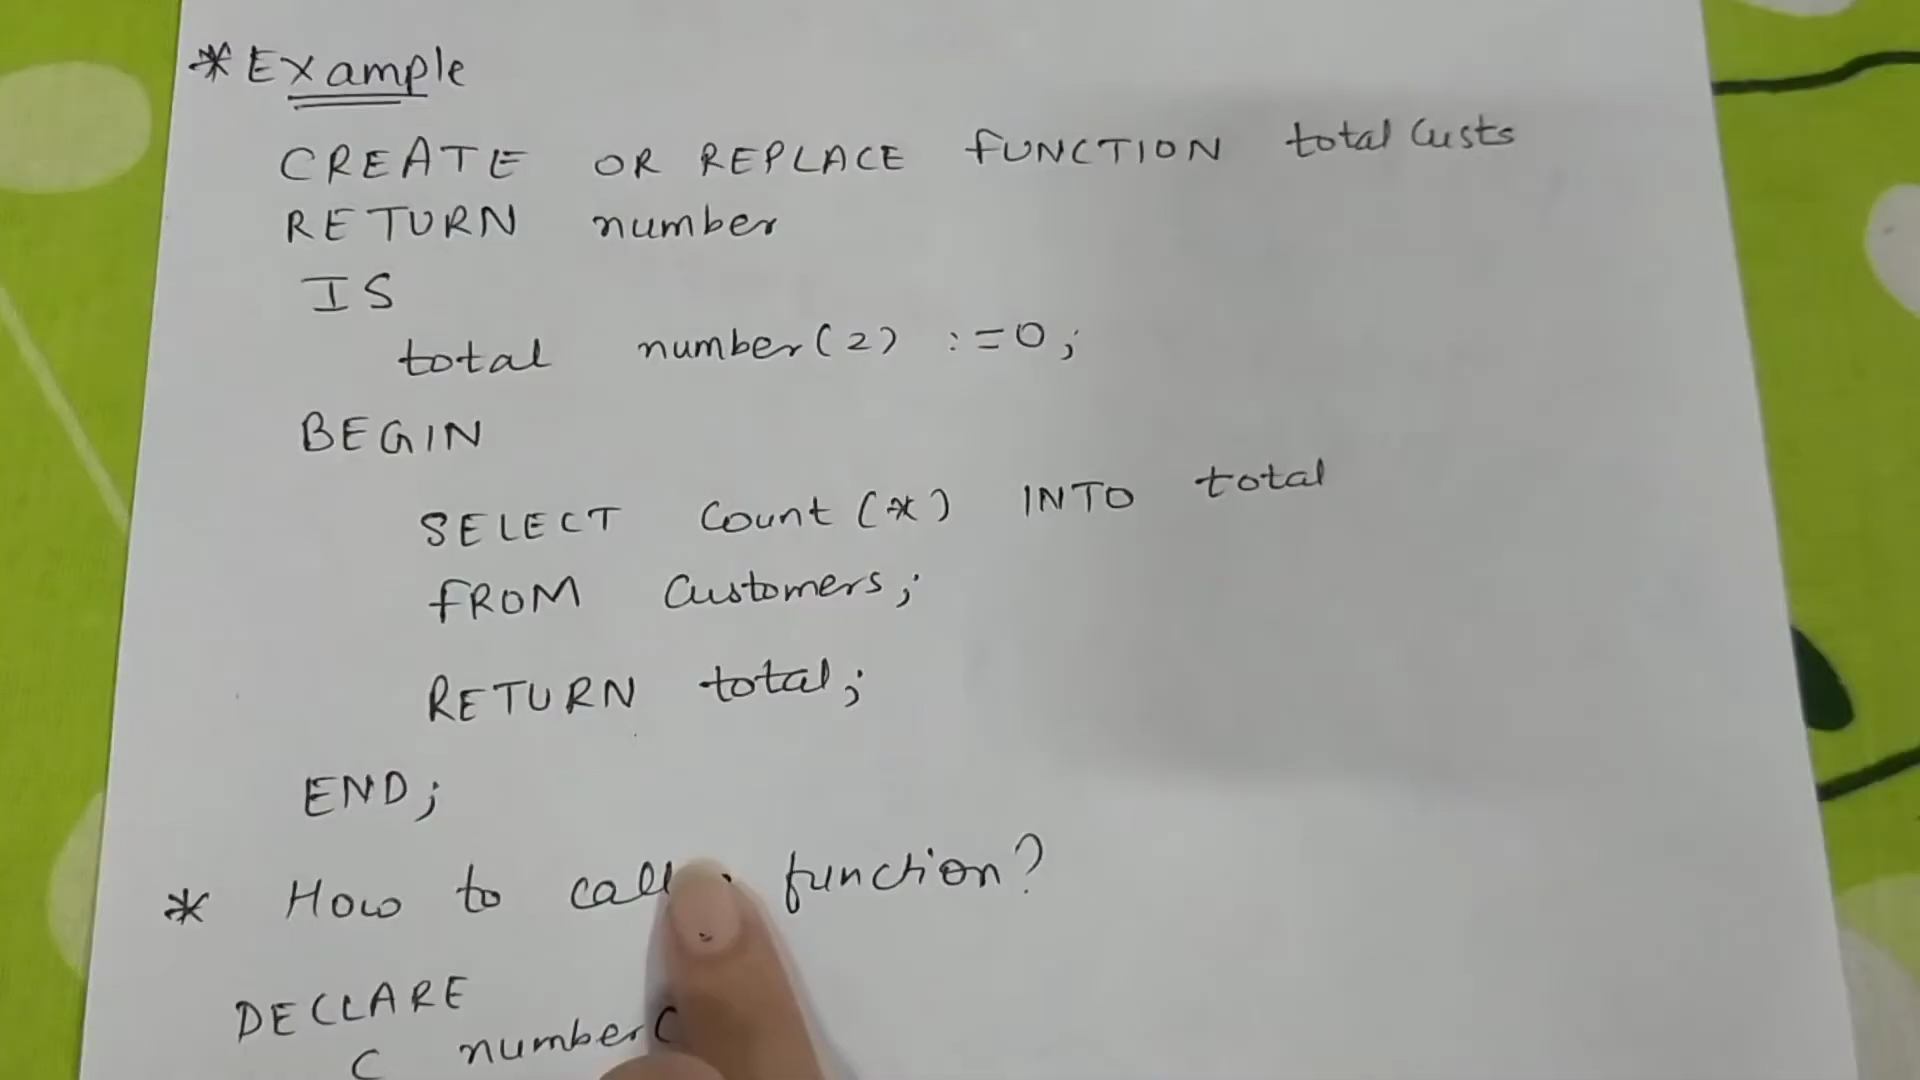 *Example
CREATE OR REPLACE FUNCTION totalCusts
RETURN number
IS
total number(2) :=0;
BEGIN
SELECT Count(*) INTO total
FROM Customers;
RETURN total;
END;
* How to call function?
DECLARE
C number(